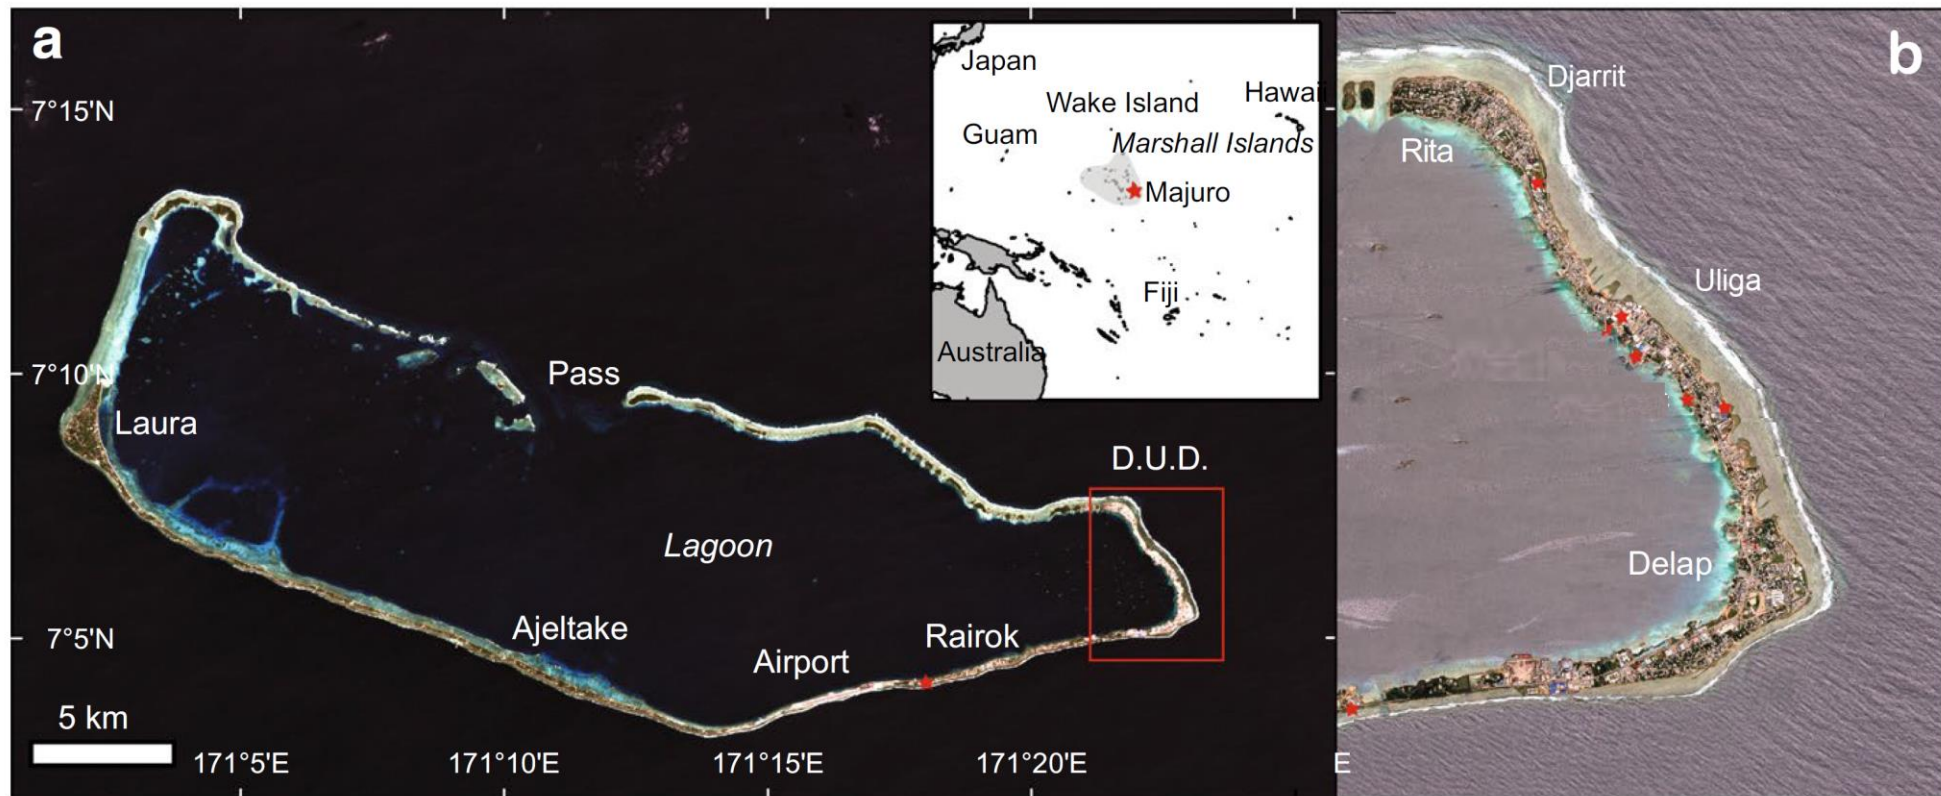 a
7°15'N
7°10'N
7°5'N
Laura
Pass
Lagoon
D.U.D.
Ajeltake
Airport
Rairok
5 km
171°5'E
171°10'E
171°15'E
171°20'E
E
Japan
Wake Island
Hawaii
Guam
Marshall Islands
Majuro
Fiji
Australia
b
Djarrit
Rita
Uliga
Delap